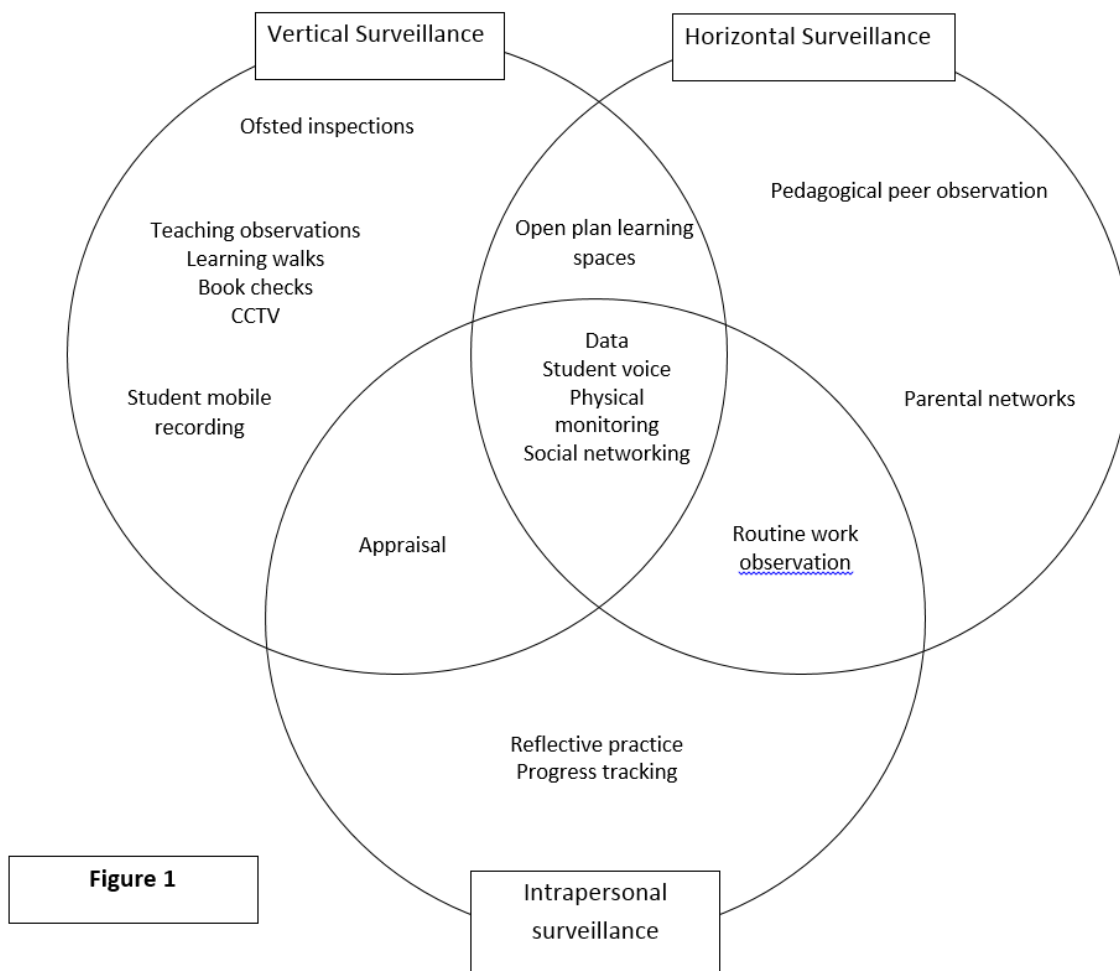 Vertical Surveillance
Horizontal Surveillance
Ofsted inspections
Pedagogical peer observation
Teaching observations
Learning walks
Book checks
CCTV
Open plan learning
spaces
Student mobile
recording
Data
Student voice
Physical
monitoring
Social networking
Parental networks
Appraisal
Routine work
observation
Reflective practice
Progress tracking
Figure 1
Intrapersonal
surveillance